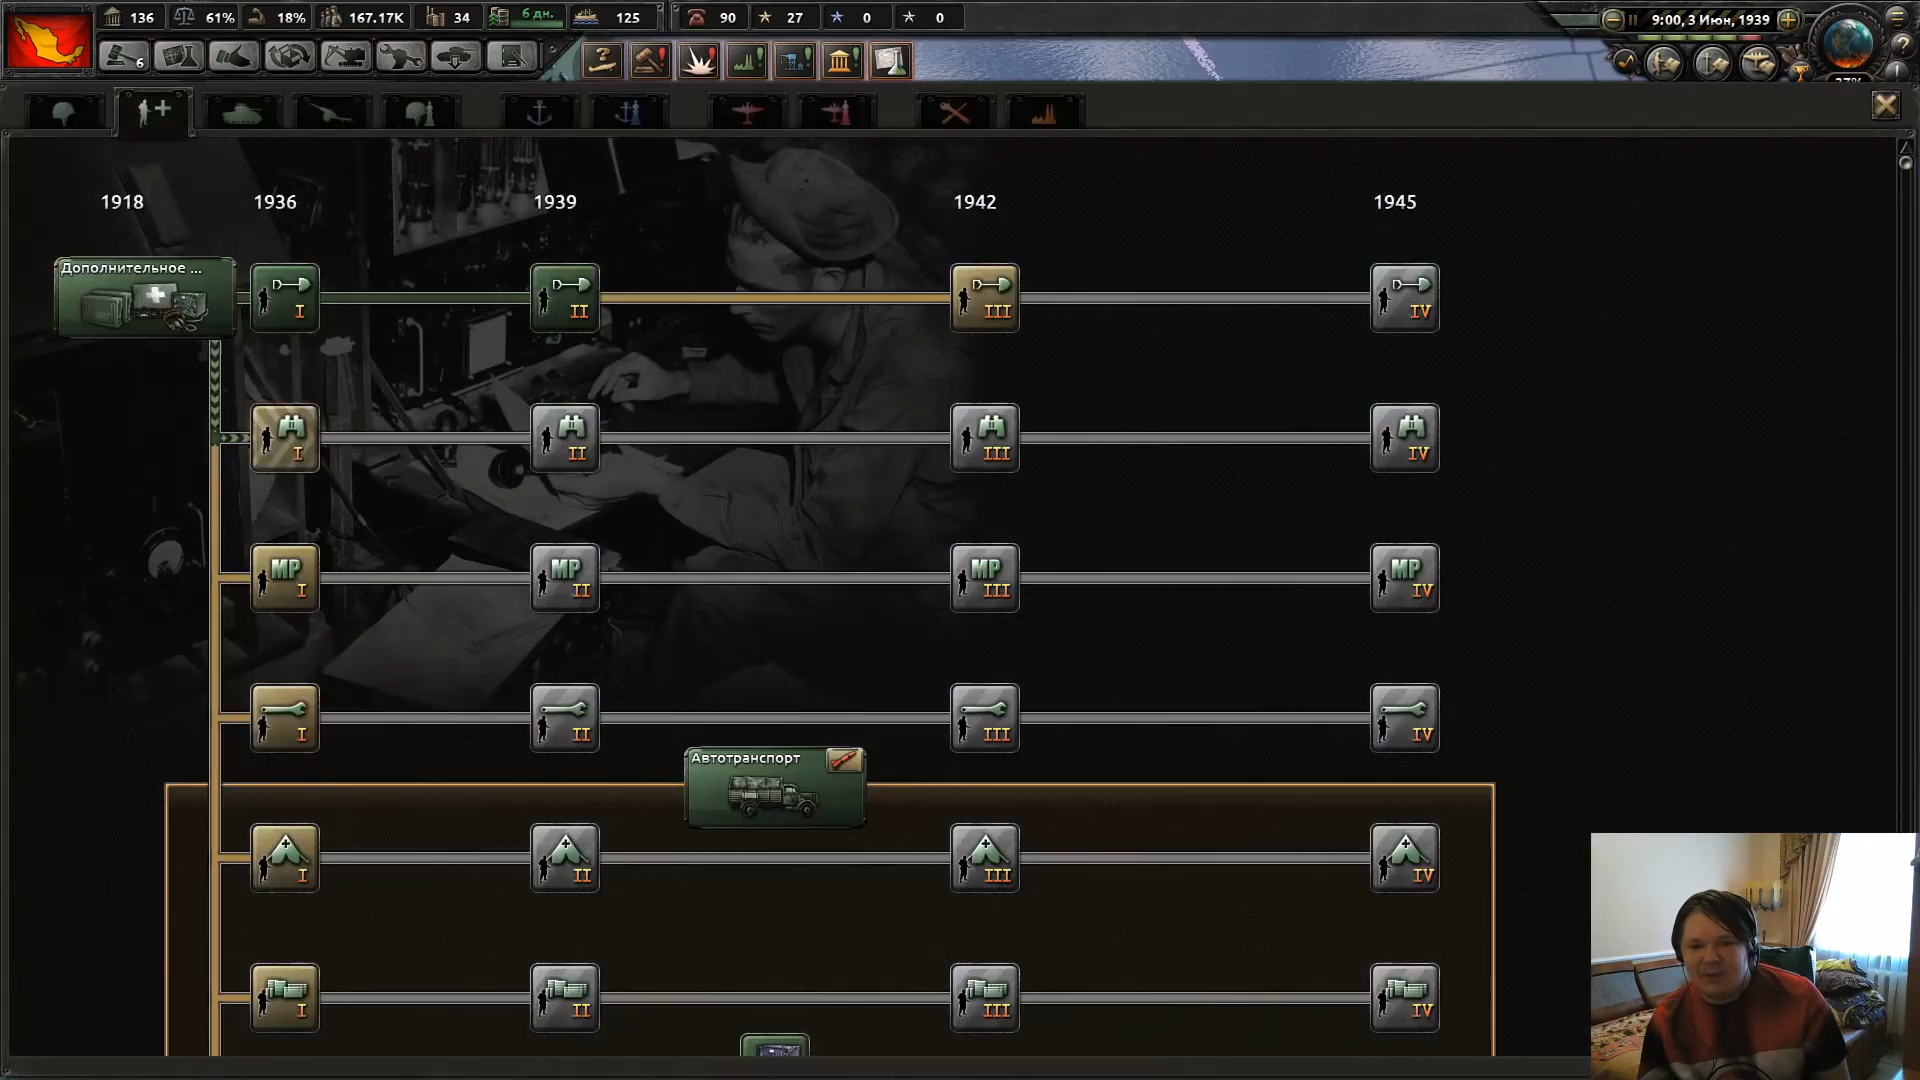 136 61% 18% 167.17K 34 6 дн. 125 90 27 0 0 9:00, 3 Июн, 1939
6
1918 1936 1939 1942 1945
Дополнительное ...
I II III IV
I II III IV
MP I MP II MP III MP IV
I II III IV
Автотранспорт
I II III IV
I II III IV